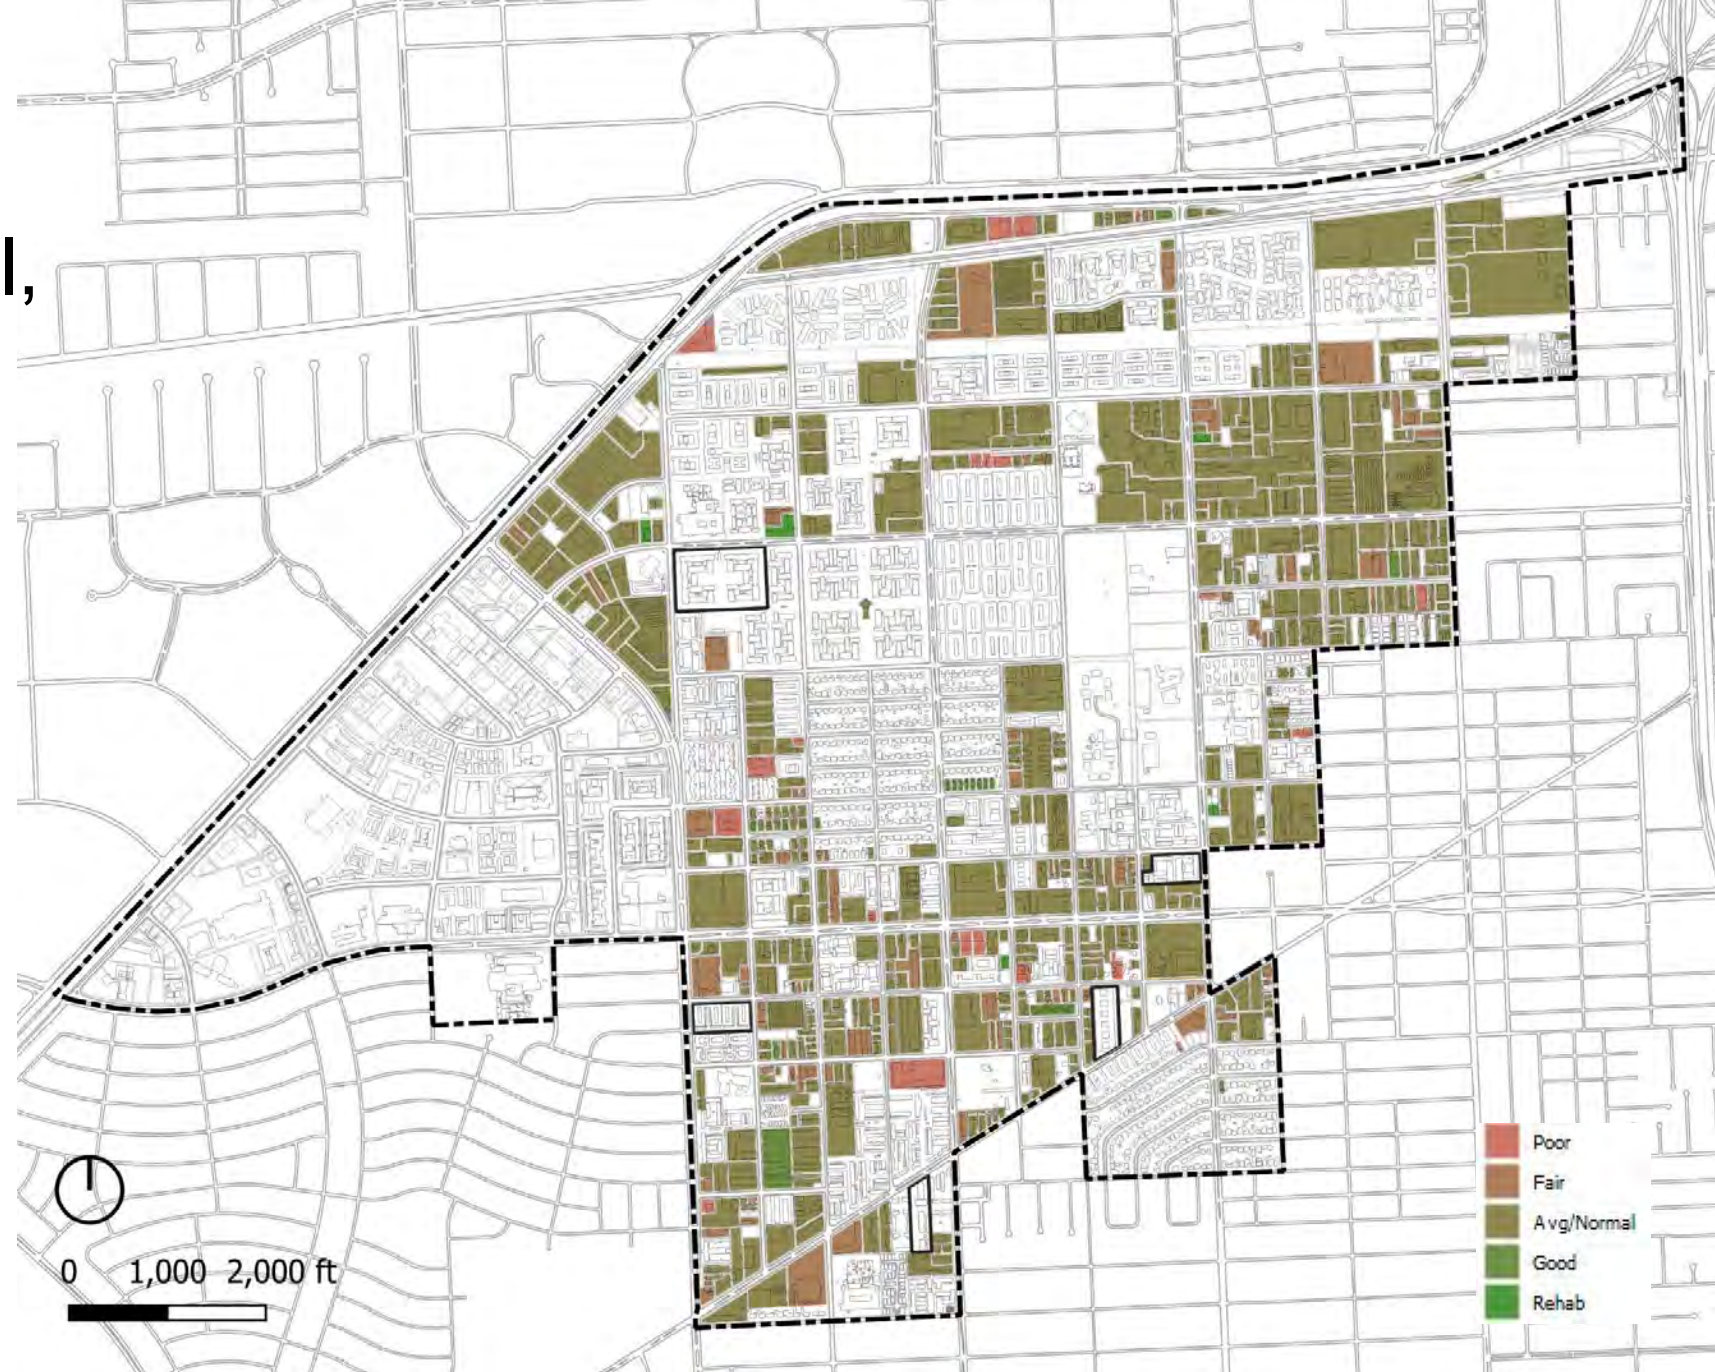 l,
0 1,000 2,000 ft
Poor
Fair
Avg/Normal
Good
Rehab